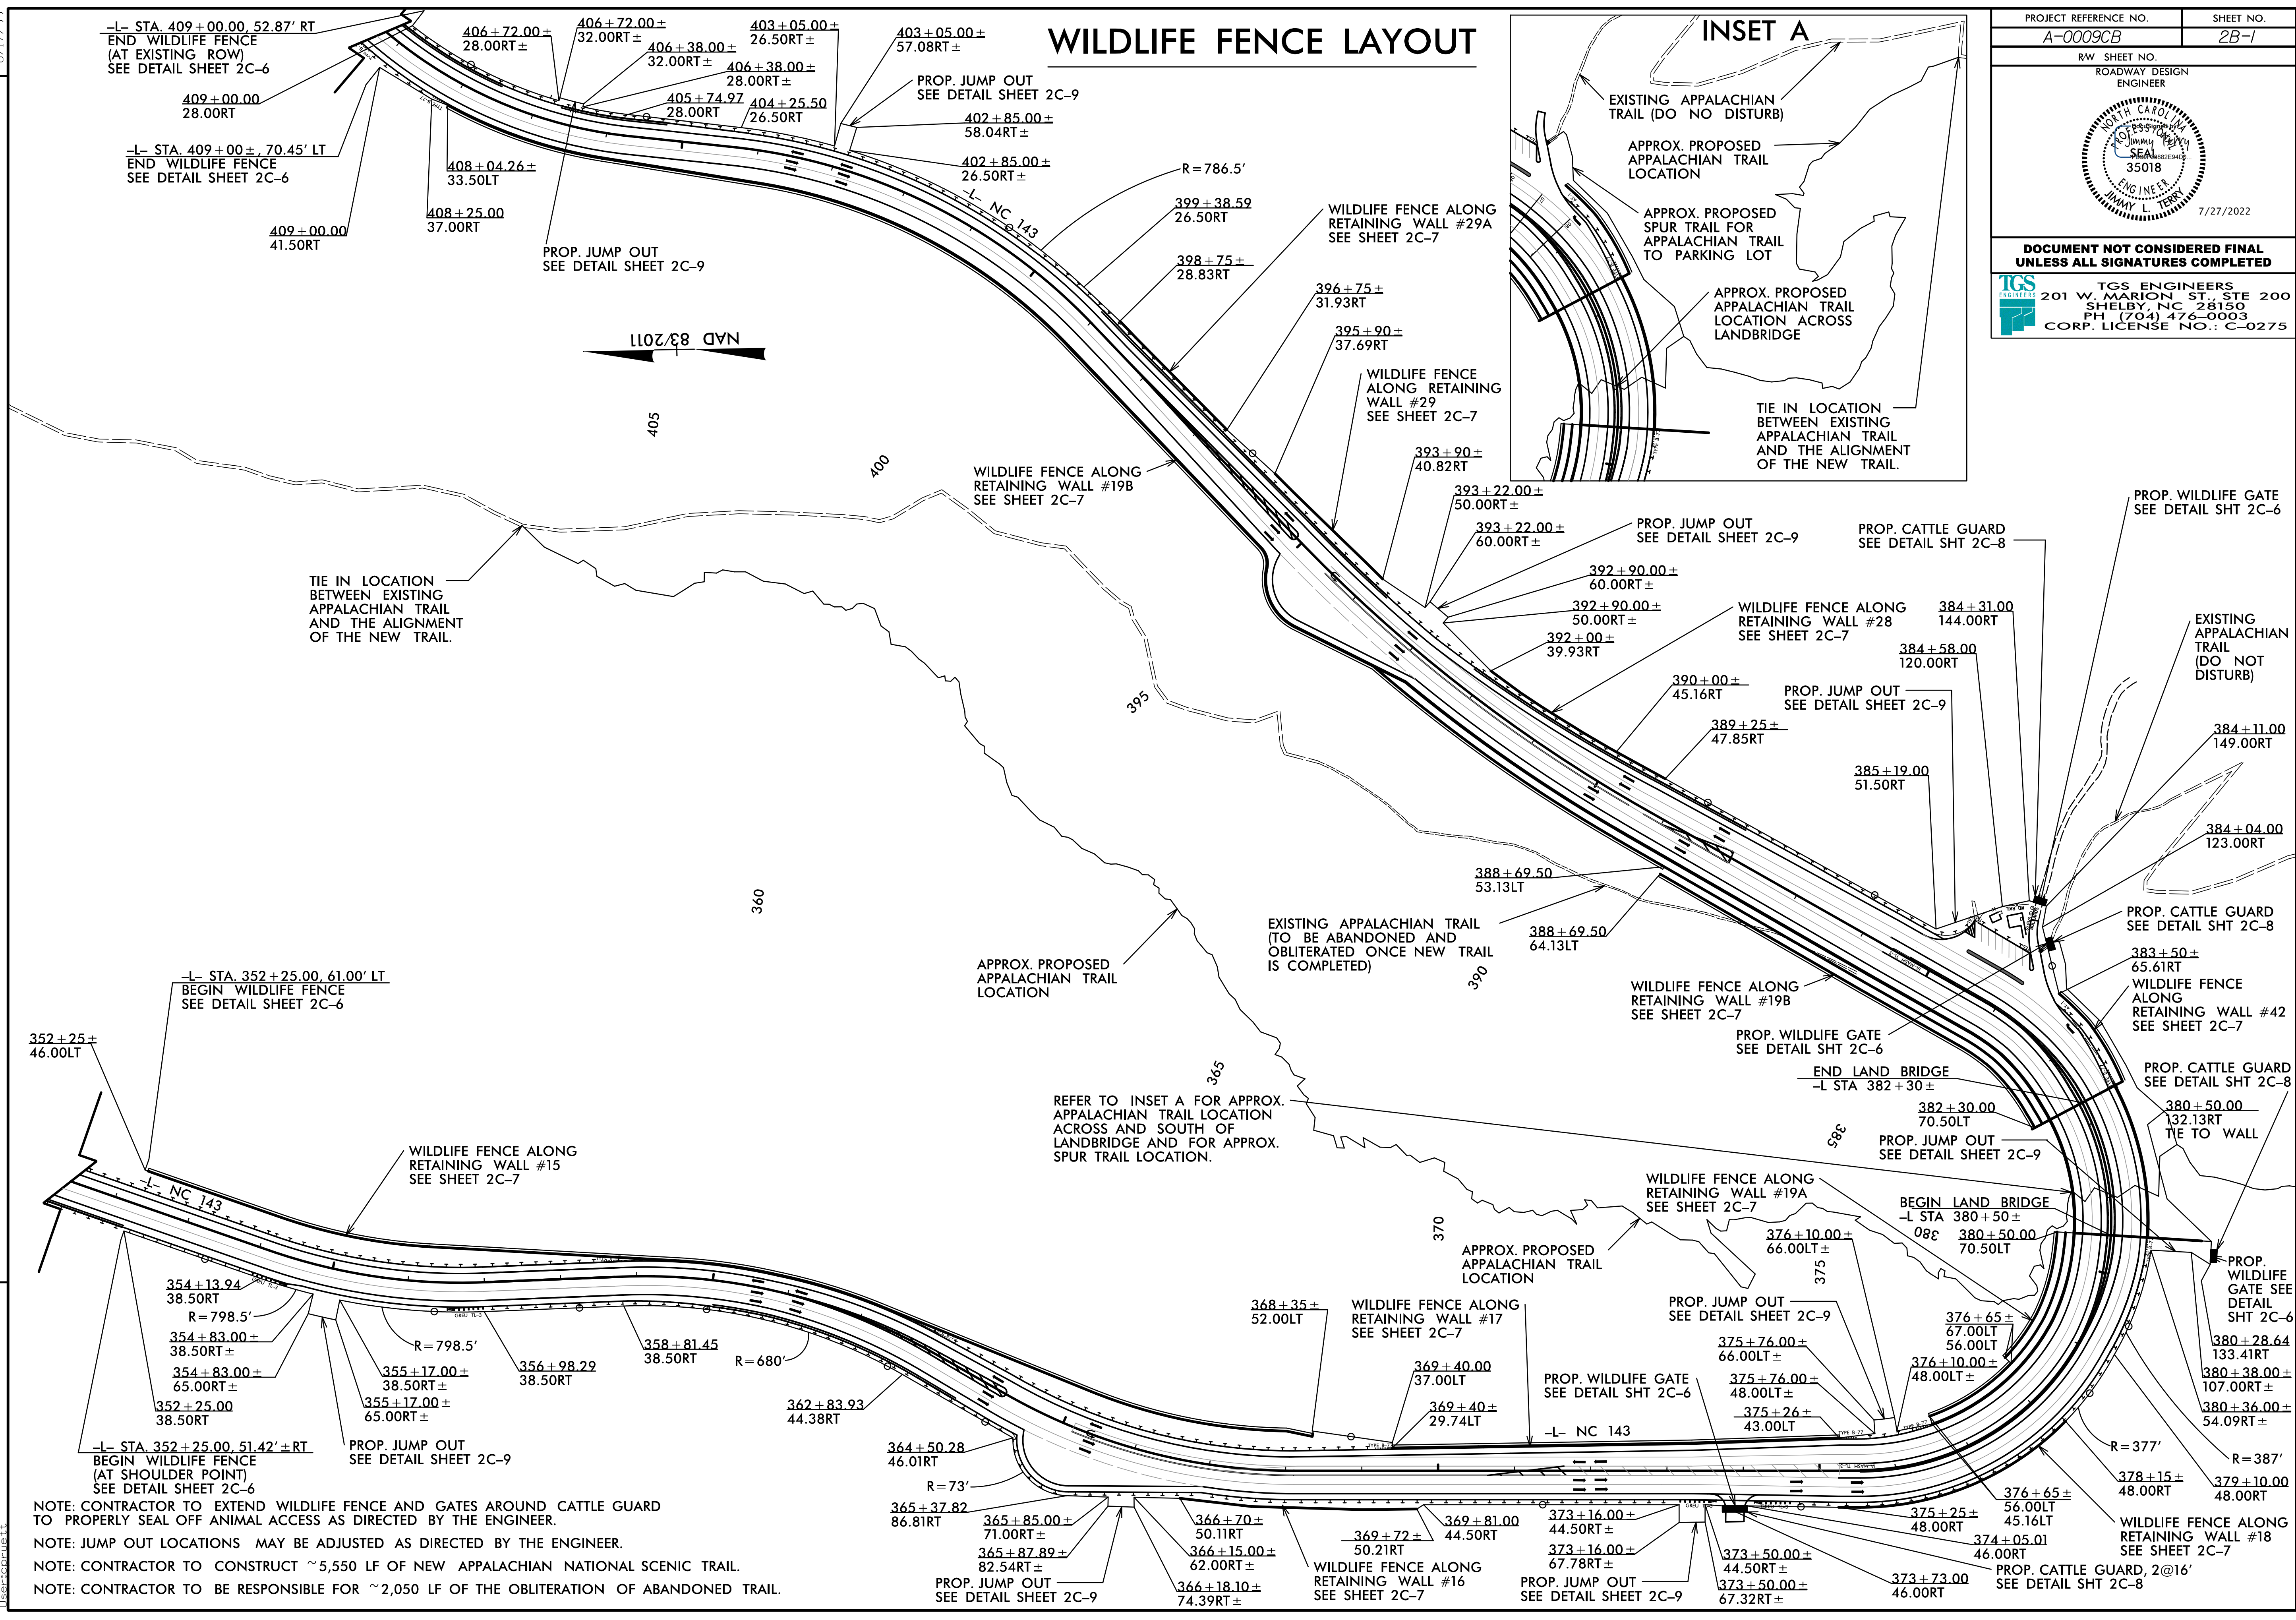 WILDLIFE FENCE LAYOUT
PROJECT REFERENCE NO.
SHEET NO.
A-0009CB
2B-1
R/W SHEET NO.
ROADWAY DESIGN
ENGINEER
NORTH CAROLINA
SEAL
35018
ENGINEER
JIMMY L. TERRY
7/27/2022
DOCUMENT NOT CONSIDERED FINAL
UNLESS ALL SIGNATURES COMPLETED
TGS
ENGINEERS
TGS ENGINEERS
201 W. MARION ST., STE 200
SHELBY, NC 28150
PH (704) 476-0003
CORP. LICENSE NO.: C-0275
-L- STA. 409+00.00, 52.87' RT
END WILDLIFE FENCE
(AT EXISTING ROW)
SEE DETAIL SHEET 2C-6
409+00.00
28.00RT
-L- STA. 409+00±, 70.45' LT
END WILDLIFE FENCE
SEE DETAIL SHEET 2C-6
409+00.00
41.50RT
408+25.00
37.00RT
408+04.26±
33.50LT
406+72.00±
28.00RT±
406+72.00±
32.00RT±
406+38.00±
32.00RT±
406+38.00±
28.00RT±
405+74.97
28.00RT
404+25.50
26.50RT
403+05.00±
26.50RT±
403+05.00±
57.08RT±
PROP. JUMP OUT
SEE DETAIL SHEET 2C-9
402+85.00±
58.04RT±
402+85.00±
26.50RT±
PROP. JUMP OUT
SEE DETAIL SHEET 2C-9
-L- NC 143
R=786.5'
399+38.59
26.50RT
398+75±
28.83RT
WILDLIFE FENCE ALONG
RETAINING WALL #29A
SEE SHEET 2C-7
396+75±
31.93RT
395+90±
37.69RT
WILDLIFE FENCE
ALONG RETAINING
WALL #29
SEE SHEET 2C-7
393+90±
40.82RT
393+22.00±
50.00RT±
393+22.00±
60.00RT±
PROP. JUMP OUT
SEE DETAIL SHEET 2C-9
392+90.00±
60.00RT±
392+90.00±
50.00RT±
392+00±
39.93RT
WILDLIFE FENCE ALONG
RETAINING WALL #28
SEE SHEET 2C-7
390+00±
45.16RT
389+25±
47.85RT
INSET A
EXISTING APPALACHIAN
TRAIL (DO NO DISTURB)
APPROX. PROPOSED
APPALACHIAN TRAIL
LOCATION
APPROX. PROPOSED
SPUR TRAIL FOR
APPALACHIAN TRAIL
TO PARKING LOT
APPROX. PROPOSED
APPALACHIAN TRAIL
LOCATION ACROSS
LANDBRIDGE
TIE IN LOCATION
BETWEEN EXISTING
APPALACHIAN TRAIL
AND THE ALIGNMENT
OF THE NEW TRAIL.
NAD 83/2011
405
400
395
390
385
380
375
370
365
360
WILDLIFE FENCE ALONG
RETAINING WALL #19B
SEE SHEET 2C-7
TIE IN LOCATION
BETWEEN EXISTING
APPALACHIAN TRAIL
AND THE ALIGNMENT
OF THE NEW TRAIL.
PROP. CATTLE GUARD
SEE DETAIL SHT 2C-8
PROP. WILDLIFE GATE
SEE DETAIL SHT 2C-6
384+31.00
144.00RT
384+58.00
120.00RT
PROP. JUMP OUT
SEE DETAIL SHEET 2C-9
385+19.00
51.50RT
EXISTING
APPALACHIAN
TRAIL
(DO NOT
DISTURB)
384+11.00
149.00RT
384+04.00
123.00RT
PROP. CATTLE GUARD
SEE DETAIL SHT 2C-8
383+50±
65.61RT
WILDLIFE FENCE
ALONG
RETAINING WALL #42
SEE SHEET 2C-7
388+69.50
53.13LT
388+69.50
64.13LT
EXISTING APPALACHIAN TRAIL
(TO BE ABANDONED AND
OBLITERATED ONCE NEW TRAIL
IS COMPLETED)
WILDLIFE FENCE ALONG
RETAINING WALL #19B
SEE SHEET 2C-7
PROP. WILDLIFE GATE
SEE DETAIL SHT 2C-6
END LAND BRIDGE
-L STA 382+30±
382+30.00
70.50LT
PROP. CATTLE GUARD
SEE DETAIL SHT 2C-8
380+50.00
132.13RT
TIE TO WALL
PROP. JUMP OUT
SEE DETAIL SHEET 2C-9
BEGIN LAND BRIDGE
-L STA 380+50±
380+50.00
70.50LT
PROP.
WILDLIFE
GATE SEE
DETAIL
SHT 2C-6
380+28.64
133.41RT
380+38.00±
107.00RT±
380+36.00±
54.09RT±
APPROX. PROPOSED
APPALACHIAN TRAIL
LOCATION
REFER TO INSET A FOR APPROX.
APPALACHIAN TRAIL LOCATION
ACROSS AND SOUTH OF
LANDBRIDGE AND FOR APPROX.
SPUR TRAIL LOCATION.
WILDLIFE FENCE ALONG
RETAINING WALL #19A
SEE SHEET 2C-7
APPROX. PROPOSED
APPALACHIAN TRAIL
LOCATION
376+10.00±
66.00LT±
PROP. JUMP OUT
SEE DETAIL SHEET 2C-9
375+76.00±
66.00LT±
375+76.00±
48.00LT±
375+26±
43.00LT
376+65±
67.00LT
56.00LT
376+10.00±
48.00LT±
R=377'
R=387'
379+10.00
48.00RT
378+15±
48.00RT
376+65±
56.00LT
45.16LT
WILDLIFE FENCE ALONG
RETAINING WALL #18
SEE SHEET 2C-7
375+25±
48.00RT
374+05.01
46.00RT
PROP. CATTLE GUARD, 2@16'
SEE DETAIL SHT 2C-8
373+73.00
46.00RT
373+50.00±
44.50RT±
373+50.00±
67.32RT±
373+16.00±
44.50RT±
373+16.00±
67.78RT±
PROP. JUMP OUT
SEE DETAIL SHEET 2C-9
PROP. WILDLIFE GATE
SEE DETAIL SHT 2C-6
-L- NC 143
368+35±
52.00LT
WILDLIFE FENCE ALONG
RETAINING WALL #17
SEE SHEET 2C-7
369+40.00
37.00LT
369+40±
29.74LT
369+81.00
44.50RT
369+72±
50.21RT
WILDLIFE FENCE ALONG
RETAINING WALL #16
SEE SHEET 2C-7
366+70±
50.11RT
366+15.00±
62.00RT±
366+18.10±
74.39RT±
365+85.00±
71.00RT±
365+87.89±
82.54RT±
PROP. JUMP OUT
SEE DETAIL SHEET 2C-9
365+37.82
86.81RT
R=73'
364+50.28
46.01RT
362+83.93
44.38RT
R=680'
358+81.45
38.50RT
356+98.29
38.50RT
GREU TL-3
R=798.5'
355+17.00±
38.50RT±
355+17.00±
65.00RT±
PROP. JUMP OUT
SEE DETAIL SHEET 2C-9
354+13.94
38.50RT
R=798.5'
354+83.00±
38.50RT±
354+83.00±
65.00RT±
352+25.00
38.50RT
-L- STA. 352+25.00, 51.42'±RT
BEGIN WILDLIFE FENCE
(AT SHOULDER POINT)
SEE DETAIL SHEET 2C-6
352+25±
46.00LT
-L- STA. 352+25.00, 61.00' LT
BEGIN WILDLIFE FENCE
SEE DETAIL SHEET 2C-6
-L- NC 143
WILDLIFE FENCE ALONG
RETAINING WALL #15
SEE SHEET 2C-7
NOTE: CONTRACTOR TO EXTEND WILDLIFE FENCE AND GATES AROUND CATTLE GUARD
TO PROPERLY SEAL OFF ANIMAL ACCESS AS DIRECTED BY THE ENGINEER.
NOTE: JUMP OUT LOCATIONS MAY BE ADJUSTED AS DIRECTED BY THE ENGINEER.
NOTE: CONTRACTOR TO CONSTRUCT ~5,550 LF OF NEW APPALACHIAN NATIONAL SCENIC TRAIL.
NOTE: CONTRACTOR TO BE RESPONSIBLE FOR ~2,050 LF OF THE OBLITERATION OF ABANDONED TRAIL.